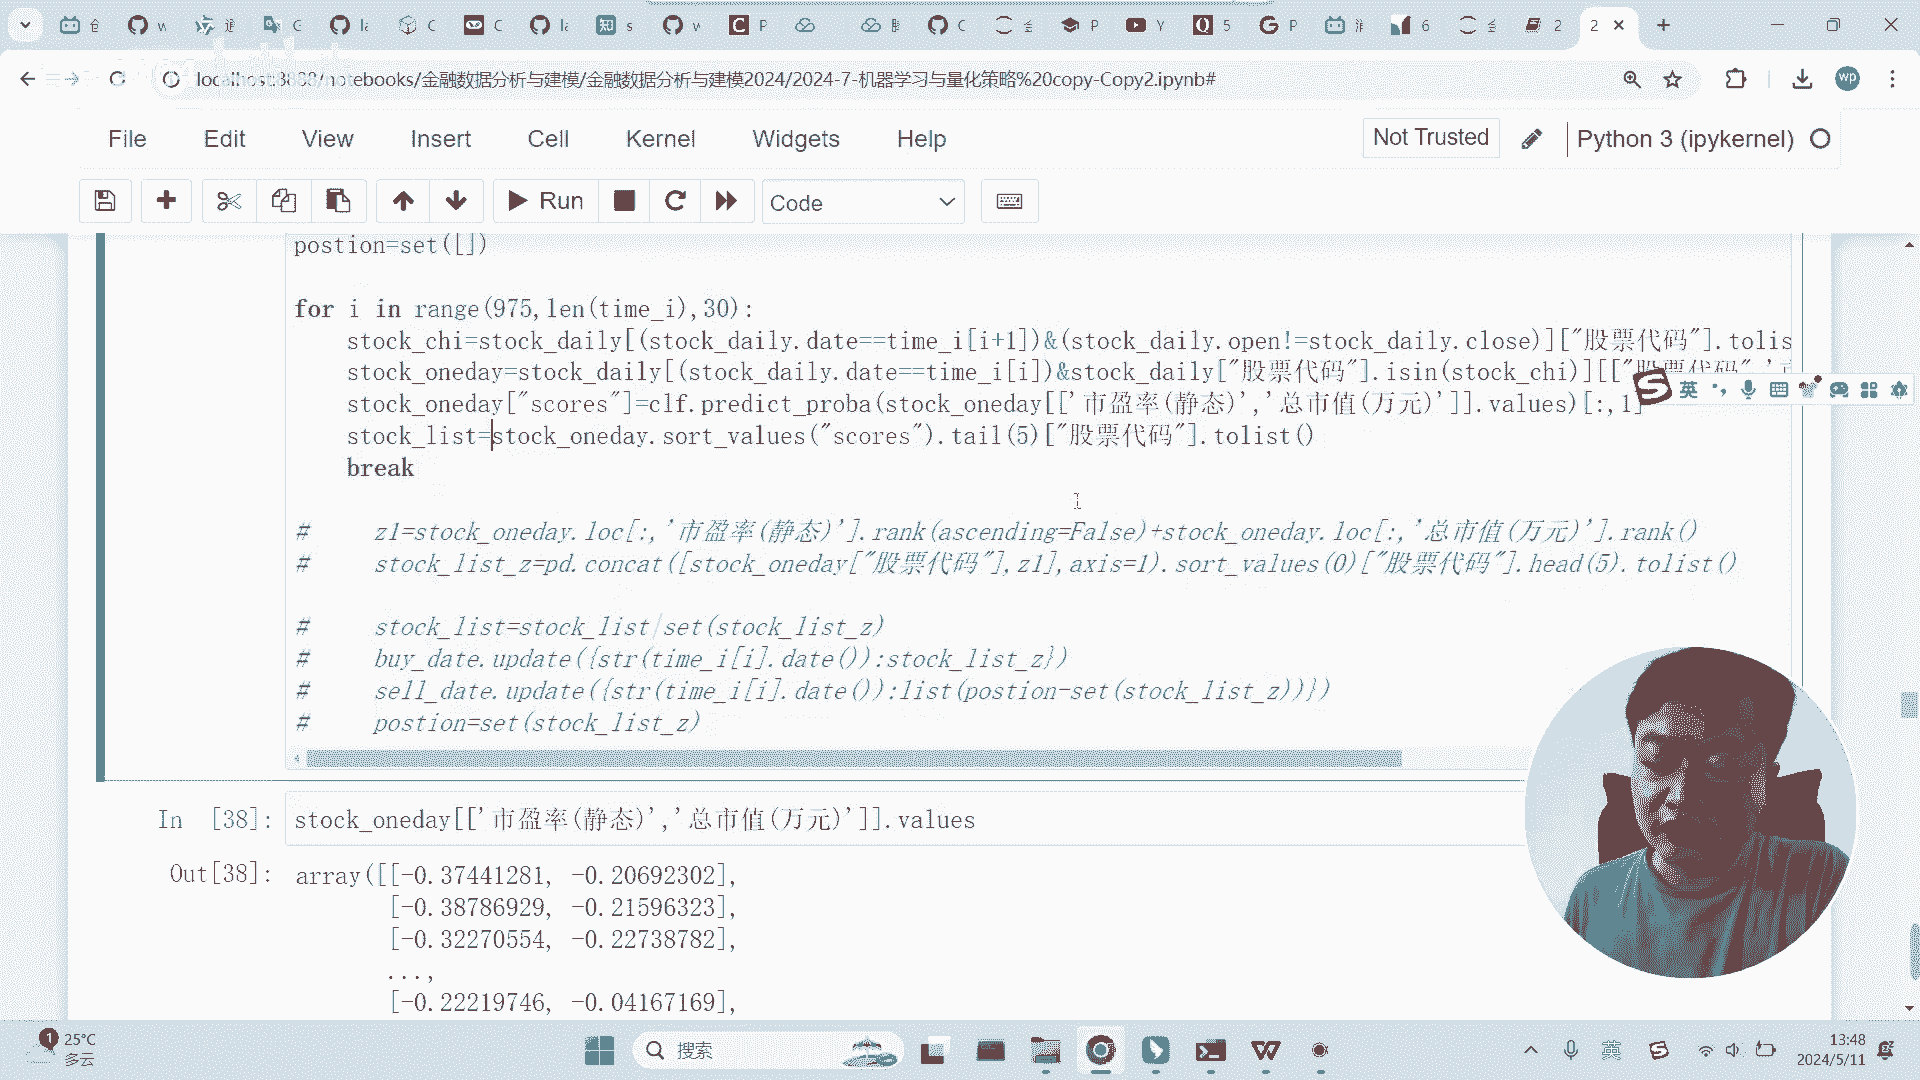 localhost:8888/notebooks/金融数据分析与建模/金融数据分析与建模2024/2024-7-机器学习与量化策略%20copy-Copy2.ipynb#
File Edit View Insert Cell Kernel Widgets Help Not Trusted Python 3 (ipykernel)
Run Code
postion=set([])
for i in range(975,len(time_i),30):
stock_chi=stock_daily[(stock_daily.date==time_i[i+1])&(stock_daily.open!=stock_daily.close)]["股票代码"].tolis
stock_oneday=stock_daily[(stock_daily.date==time_i[i])&stock_daily["股票代码"].isin(stock_chi)][["股票代码"
英
stock_oneday["scores"]=clf.predict_proba(stock_oneday[['市盈率(静态)','总市值(万元)']].values)[:,1]
stock_list=stock_oneday.sort_values("scores").tail(5)["股票代码"].tolist()
break
# z1=stock_oneday.loc[:,'市盈率(静态)'].rank(ascending=False)+stock_oneday.loc[:,'总市值(万元)'].rank()
# stock_list_z=pd.concat([stock_oneday["股票代码"],z1],axis=1).sort_values(0)["股票代码"].head(5).tolist()
# stock_list=stock_list|set(stock_list_z)
# buy_date.update({str(time_i[i].date()):stock_list_z})
# sell_date.update({str(time_i[i].date()):list(postion-set(stock_list_z))})
# postion=set(stock_list_z)
In [38]: stock_oneday[['市盈率(静态)','总市值(万元)']].values
Out[38]: array([[-0.37441281, -0.20692302],
[-0.38786929, -0.21596323],
[-0.32270554, -0.22738782],
...,
[-0.22219746, -0.04167169],
1 25°C
多云
搜索
英
13:48
2024/5/11